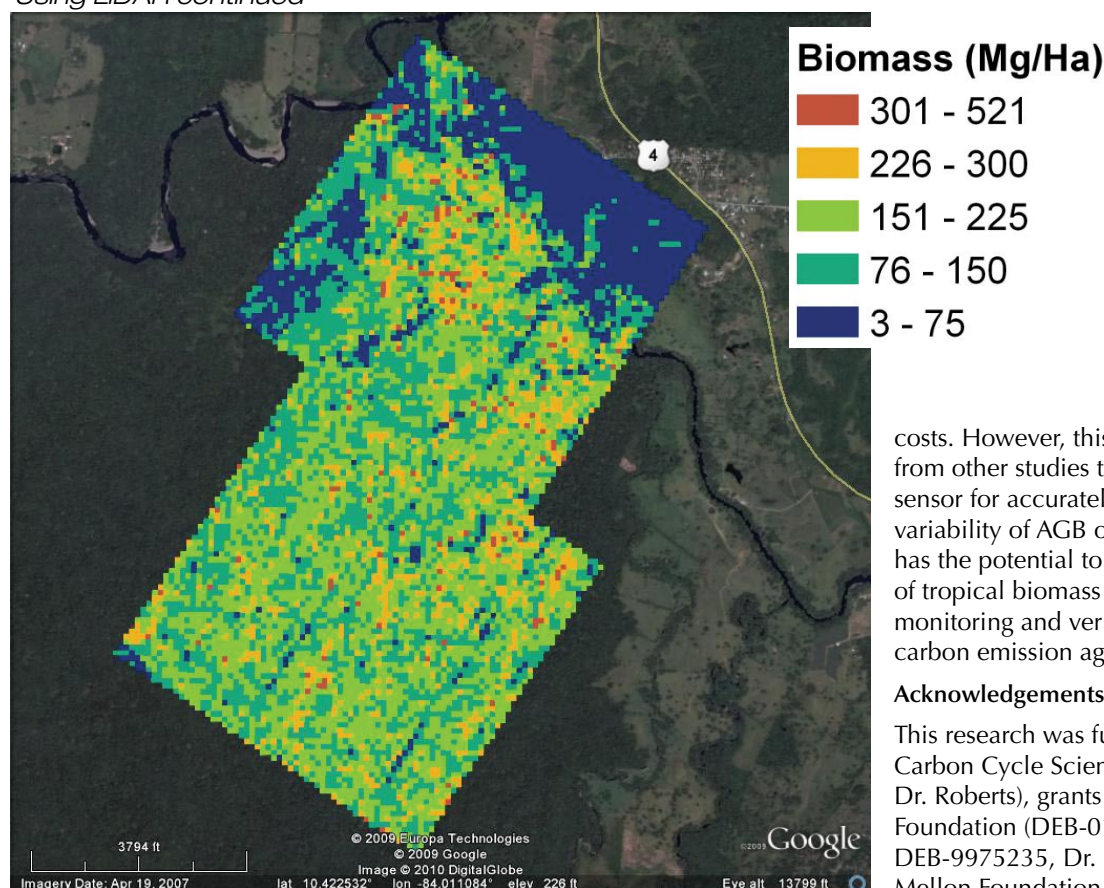 Using LiDAR continued
Biomass (Mg/Ha)
301 - 521
226 - 300
151 - 225
76 - 150
3 - 75
4
3794 ft
© 2009 Europa Technologies
© 2009 Google
Image © 2010 DigitalGlobe
©2009 Google
Imagery Date: Apr 19, 2007
lat 10.422532° lon -84.011084° elev 226 ft
Eye alt 13799 ft
costs. However, this
from other studies t
sensor for accuratel
variability of AGB o
has the potential to
of tropical biomass
monitoring and ver
carbon emission ag
Acknowledgements
This research was fu
Carbon Cycle Scien
Dr. Roberts), grants
Foundation (DEB-0
DEB-9975235, Dr.
Mellon Foundation